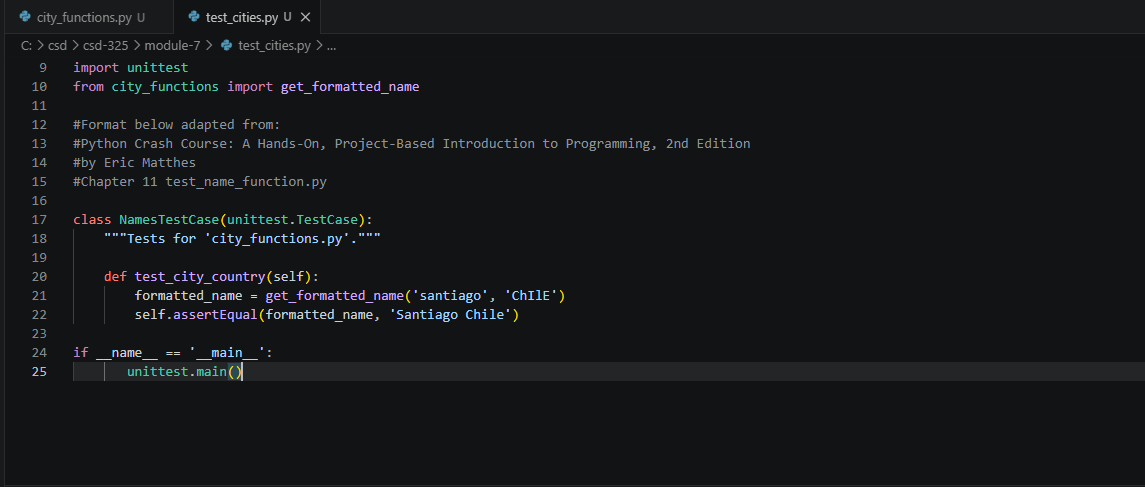 city_functions.py U
test_cities.py U
C: > csd > csd-325 > module-7 > test_cities.py > ...
9 import unittest
10 from city_functions import get_formatted_name
11
12 #Format below adapted from:
13 #Python Crash Course: A Hands-On, Project-Based Introduction to Programming, 2nd Edition
14 #by Eric Matthes
15 #Chapter 11 test_name_function.py
16
17 class NamesTestCase(unittest.TestCase):
18     """Tests for 'city_functions.py'."""
19
20     def test_city_country(self):
21         formatted_name = get_formatted_name('santiago', 'ChIlE')
22         self.assertEqual(formatted_name, 'Santiago Chile')
23
24 if __name__ == '__main__':
25        unittest.main()